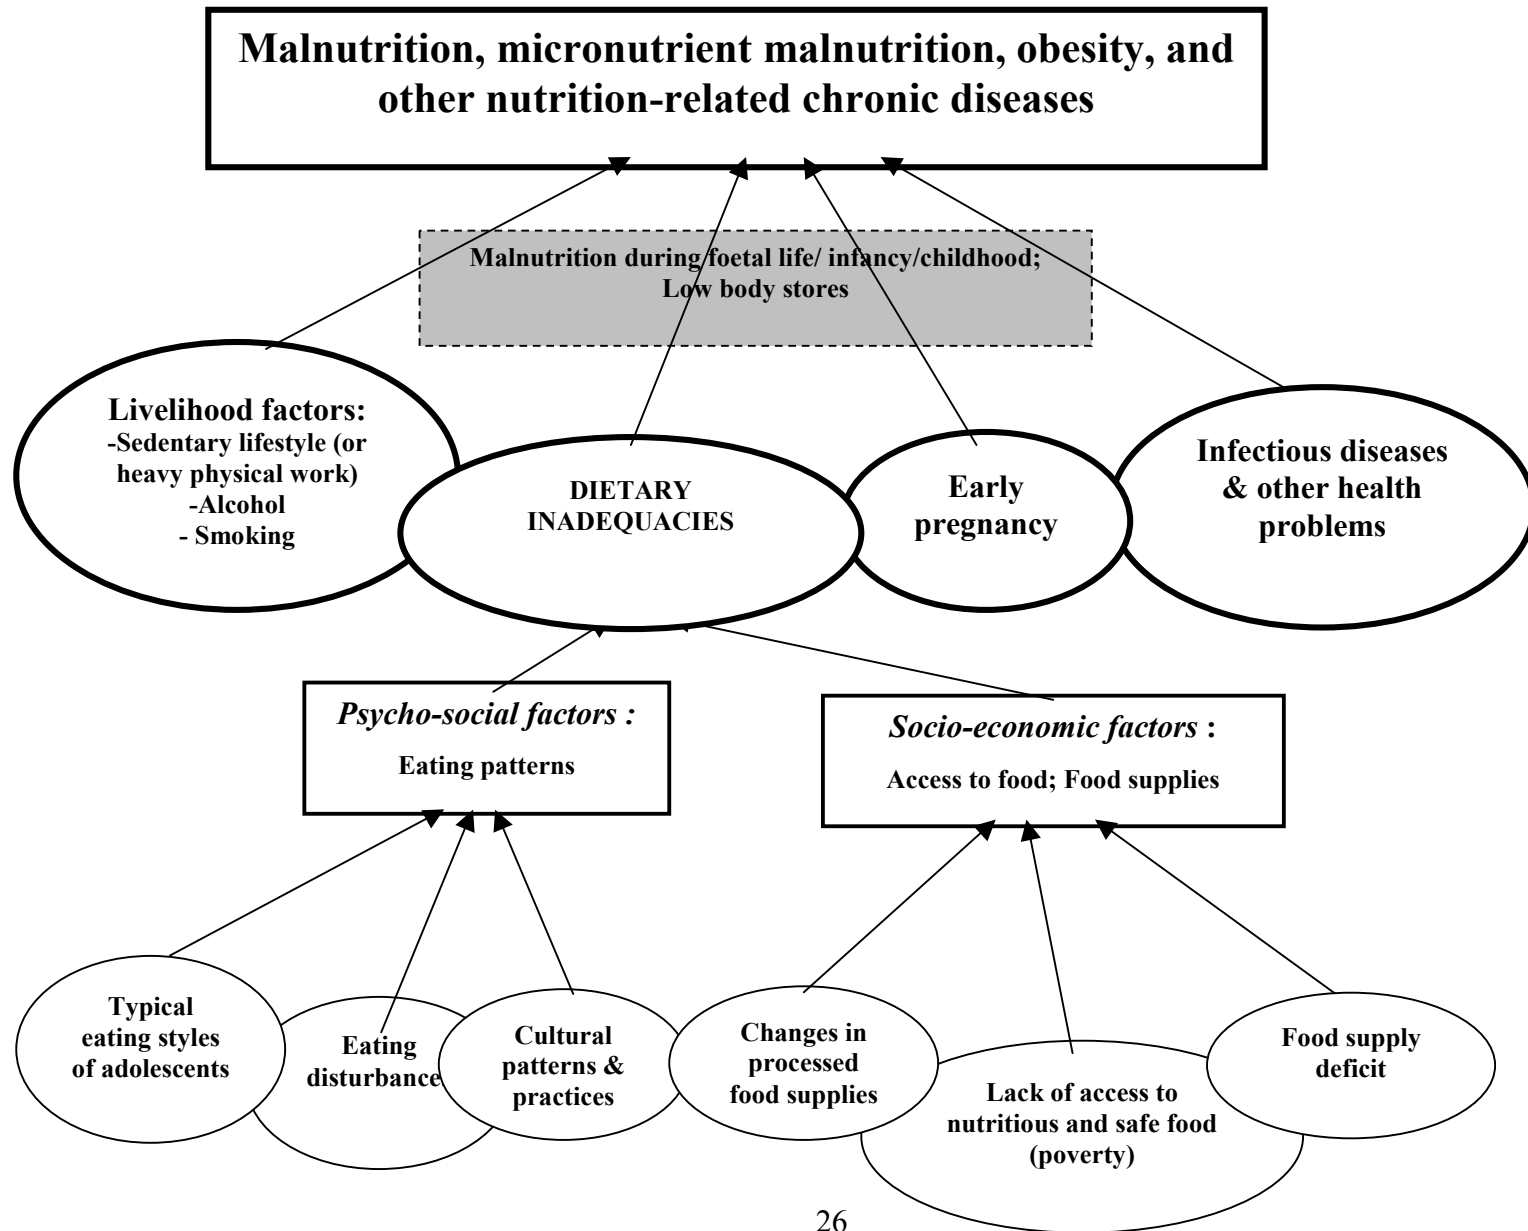 Malnutrition, micronutrient malnutrition, obesity, and
other nutrition-related chronic diseases
Malnutrition during foetal life/ infancy/childhood;
Low body stores
Livelihood factors:
-Sedentary lifestyle (or
heavy physical work)
-Alcohol
- Smoking
DIETARY
INADEQUACIES
Early
pregnancy
Infectious diseases
& other health
problems
Psycho-social factors :
Eating patterns
Socio-economic factors :
Access to food; Food supplies
Typical
eating styles
of adolescents
Eating
disturbance
Cultural
patterns &
practices
Changes in
processed
food supplies
Lack of access to
nutritious and safe food
(poverty)
Food supply
deficit
26